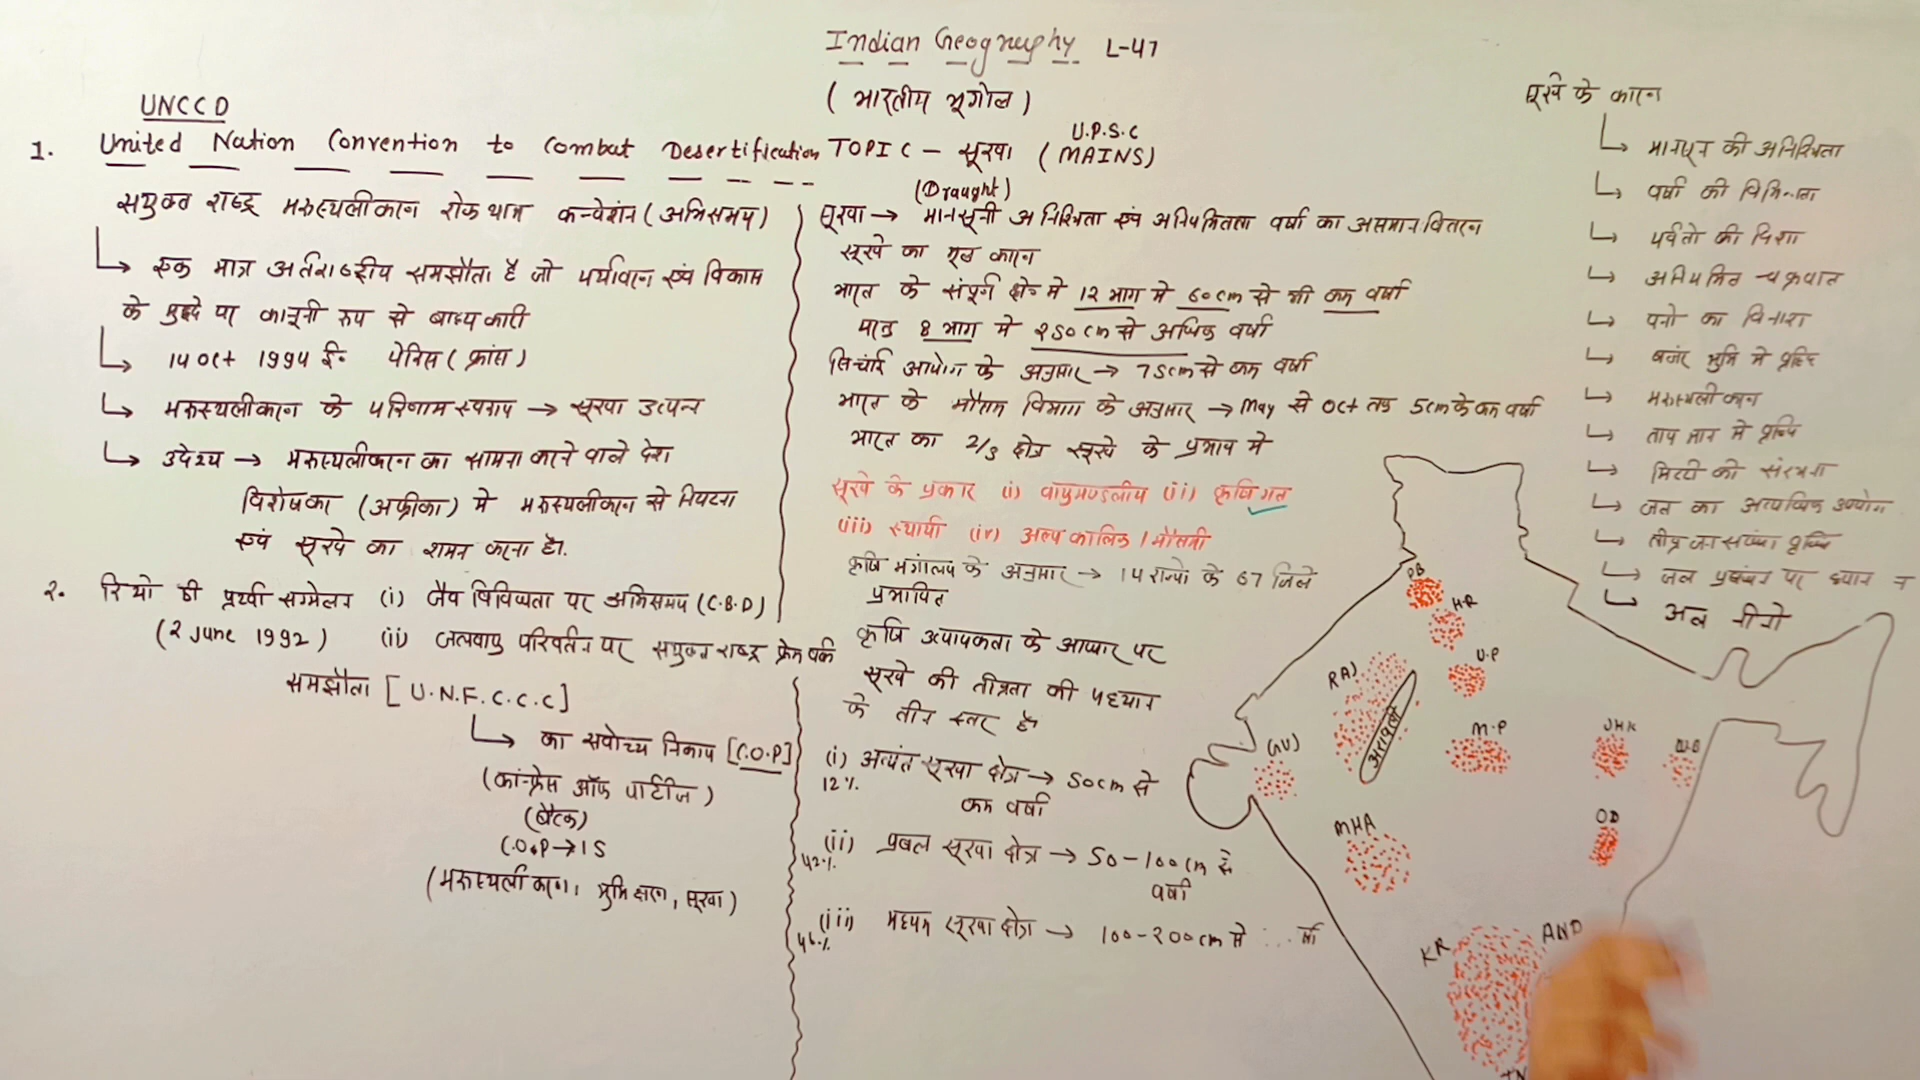 Indian Geography L-47
(भारतीय भूगोल)
UNCCD
1. United Nation Convention to Combat Desertification
संयुक्त राष्ट्र मरुस्थलीकरण रोकथाम कन्वेशंन (अभिसमय)
↳ एक मात्र अर्तराष्ट्रीय समझौता है जो पर्यावरण एवं विकास
के मुद्दे पर कानूनी रूप से बाध्यकारी
↳ 14 Oct 1994 ई० पेरिस (फ्रांस)
↳ मरुस्थलीकरण के परिणाम स्वरूप → सूखा उत्पन्न
↳ उदेश्य → मरुस्थलीकरण का सामना करने वाले देश
विशेषकर (अफ्रीका) में मरुस्थलीकरण से निपटना
एवं सूखे का शमन करना है।
2. रियो डी पृथ्वी सम्मेलन (i) जैव विविधता पर अभिसमय (C.B.D)
(2 June 1992) (ii) जलवायु परिवर्तन पर संयुक्त राष्ट्र फ्रेमवर्क
समझौता [U.N.F.C.C.C]
↳ का सर्वोच्च निकाय [C.O.P]
(कांन्फ्रेस ऑफ पार्टीज)
(बैठक)
C.O.P → 15
(मरुस्थलीकरण, भूमि क्षरण, सूखा)
TOPIC – सूखा (U.P.S.C MAINS)
(Draught)
सूखा → मानसूनी अनिश्चिता एवं अनियमितता वर्षा का असमान वितरण
सूखे का मूल कारण
भारत के संपूर्ण क्षेत्र में 12 भाग में 60cm से भी कम वर्षा
मात्र 8 भाग में 250cm से अधिक वर्षा
सिचाई आयोग के अनुसार → 75cm से कम वर्षा
भारत के मौसम विभाग के अनुसार → May से Oct तक 5cm के कम वर्षा
भारत का 2/3 क्षेत्र सूखे के प्रभाव में
सूखे के प्रकार (i) वायुमण्डलीय (ii) कृषिगत
(iii) स्थायी (iv) अल्पकालिक / मौसमी
कृषि मंत्रालय के अनुसार → 14 राज्यो के 67 जिले
प्रभावित
कृषि उत्पादकता के आधार पर
सूखे की तीव्रता की पहचान
के तीन स्तर है
(i) अत्यंत सूखा क्षेत्र → 50cm से
12% कम वर्षा
(ii) प्रबल सूखा क्षेत्र → 50-100cm से
42% वर्षा
(iii) मध्यम सूखा क्षेत्र → 100-200cm से
46%
सूखे के कारण
↳ मानसून की अनिश्चिता
↳ वर्षा की विभिन्नता
↳ पर्वतो की दिशा
↳ अनियमित चक्रवात
↳ वनो का विनाश
↳ बजंर भूमि मे वृद्धि
↳ मरुस्थलीकरण
↳ तापमान मे वृद्धि
↳ मिटटी की संरचना
↳ जल का अत्यधिक उपयोग
↳ तीव्र जनसंख्या वृद्धि
↳ जल प्रबंधन पर ध्यान न
↳ अल नीनो
PB
HR
U.P
RAJ
अरावली
M.P
JHK
GUJ
MHA
OD
KR
AND
TN